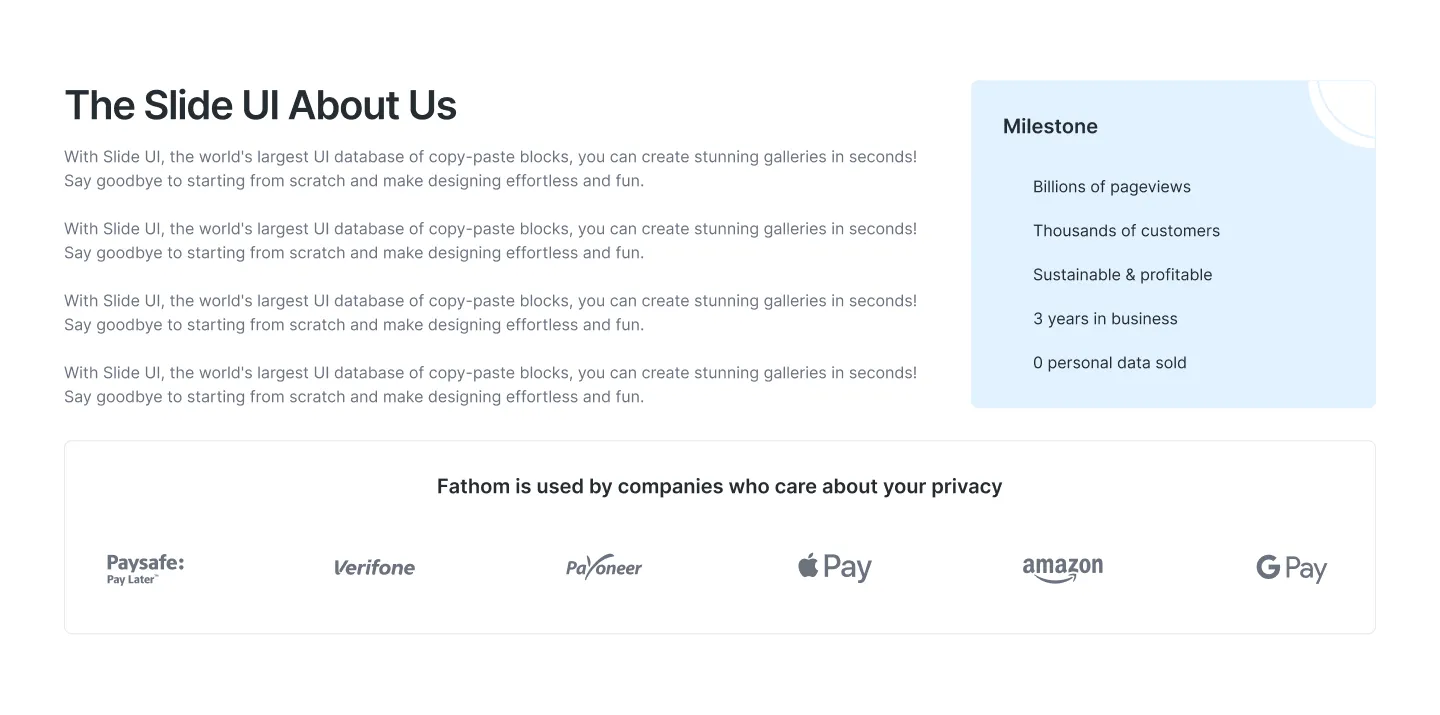 The Slide UI About Us
With Slide UI, the world's largest UI database of copy-paste blocks, you can create stunning galleries in seconds!
Say goodbye to starting from scratch and make designing effortless and fun.
With Slide UI, the world's largest UI database of copy-paste blocks, you can create stunning galleries in seconds!
Say goodbye to starting from scratch and make designing effortless and fun.
With Slide UI, the world's largest UI database of copy-paste blocks, you can create stunning galleries in seconds!
Say goodbye to starting from scratch and make designing effortless and fun.
With Slide UI, the world's largest UI database of copy-paste blocks, you can create stunning galleries in seconds!
Say goodbye to starting from scratch and make designing effortless and fun.
Milestone
Billions of pageviews
Thousands of customers
Sustainable & profitable
3 years in business
0 personal data sold
Fathom is used by companies who care about your privacy
Paysafe:
Pay Later™
Verifone
Payoneer
Pay
amazon
G Pay